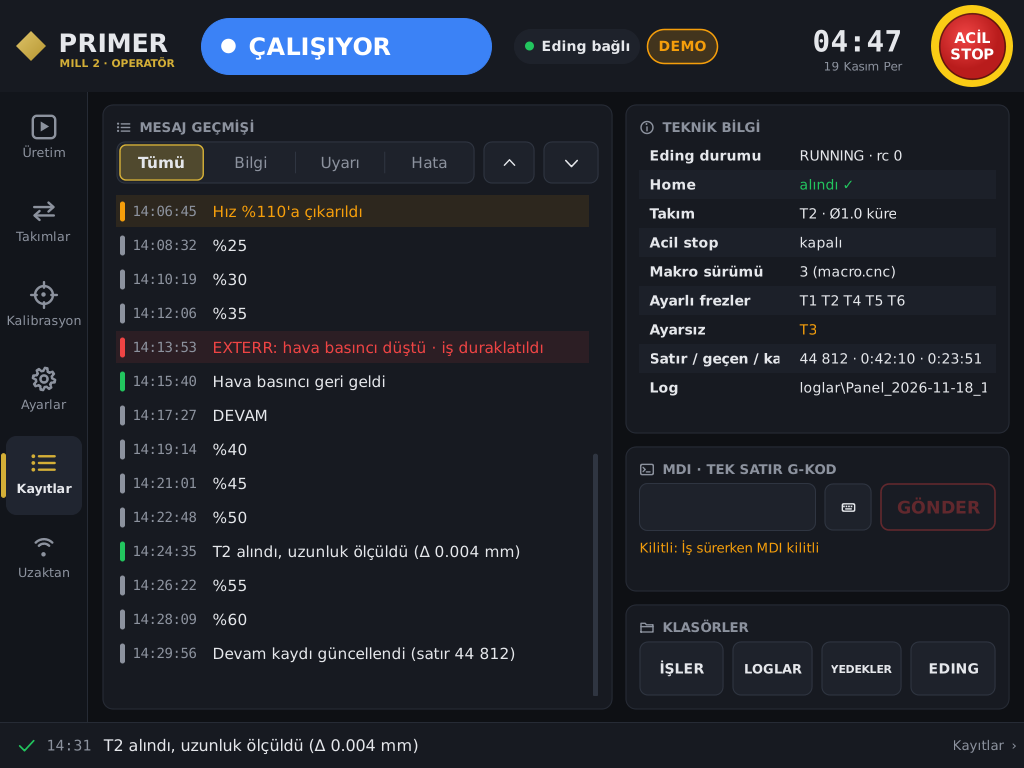 PRIMER
MILL 2 · OPERATÖR
ÇALIŞIYOR
Eding bağlı
DEMO
04:47
19 Kasım Per
ACİL
STOP
Üretim
Takımlar
Kalibrasyon
Ayarlar
Kayıtlar
Uzaktan
MESAJ GEÇMİŞİ
Tümü
Bilgi
Uyarı
Hata
14:06:45 Hız %110'a çıkarıldı
14:08:32 %25
14:10:19 %30
14:12:06 %35
14:13:53 EXTERR: hava basıncı düştü · iş duraklatıldı
14:15:40 Hava basıncı geri geldi
14:17:27 DEVAM
14:19:14 %40
14:21:01 %45
14:22:48 %50
14:24:35 T2 alındı, uzunluk ölçüldü (Δ 0.004 mm)
14:26:22 %55
14:28:09 %60
14:29:56 Devam kaydı güncellendi (satır 44 812)
TEKNİK BİLGİ
Eding durumu RUNNING · rc 0
Home alındı ✓
Takım T2 · Ø1.0 küre
Acil stop kapalı
Makro sürümü 3 (macro.cnc)
Ayarlı frezler T1 T2 T4 T5 T6
Ayarsız T3
Satır / geçen / ka 44 812 · 0:42:10 · 0:23:51
Log loglar\Panel_2026-11-18_1
MDI · TEK SATIR G-KOD
GÖNDER
Kilitli: İş sürerken MDI kilitli
KLASÖRLER
İŞLER
LOGLAR
YEDEKLER
EDING
14:31 T2 alındı, uzunluk ölçüldü (Δ 0.004 mm)
Kayıtlar ›